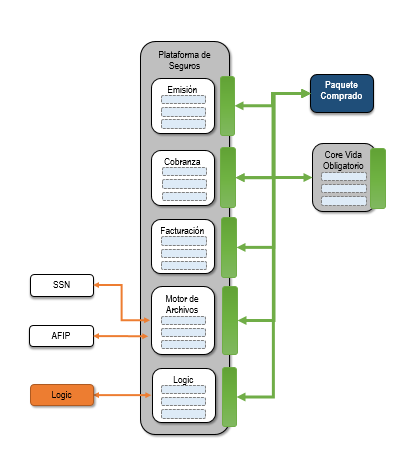 Plataforma de
Seguros
Emisión
Cobranza
Facturación
Motor de
Archivos
Logic
SSN
AFIP
Logic
Paquete
Comprado
Core Vida
Obligatorio